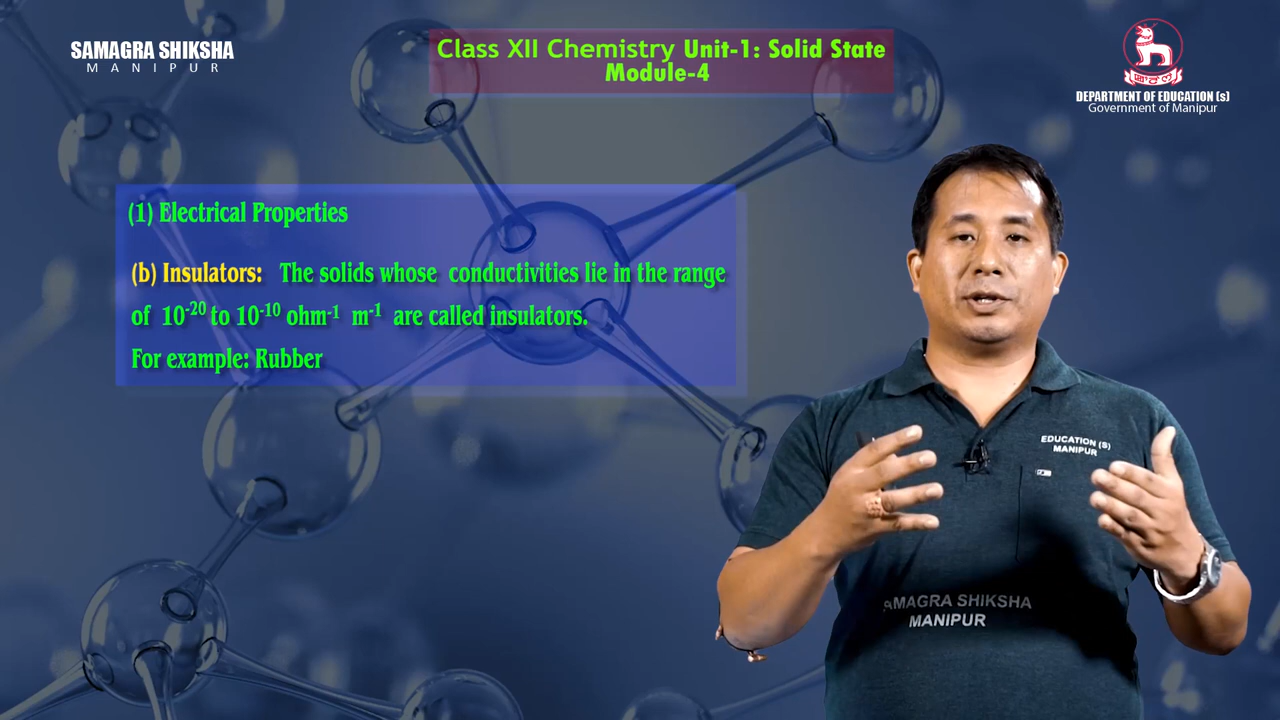 SAMAGRA SHIKSHA
MANIPUR
Class XII Chemistry Unit-1: Solid State
Module-4
DEPARTMENT OF EDUCATION (s)
Government of Manipur
(1) Electrical Properties
(b) Insulators: The solids whose conductivities lie in the range
of 10⁻²⁰ to 10⁻¹⁰ ohm⁻¹ m⁻¹ are called insulators.
For example: Rubber
EDUCATION (S)
MANIPUR
AMAGRA SHIKSHA
MANIPUR